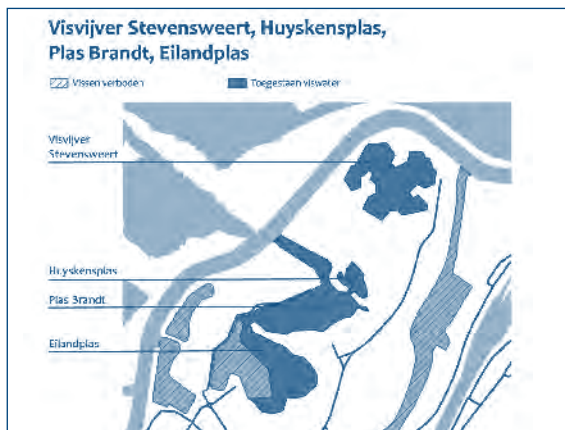 Visvijver Stevensweert, Huyskensplas,
Plas Brandt, Eilandplas
Vissen verboden
Toegestaan viswater
Visvijver
Stevensweert
Huyskensplas
Plas Brandt
Eilandplas